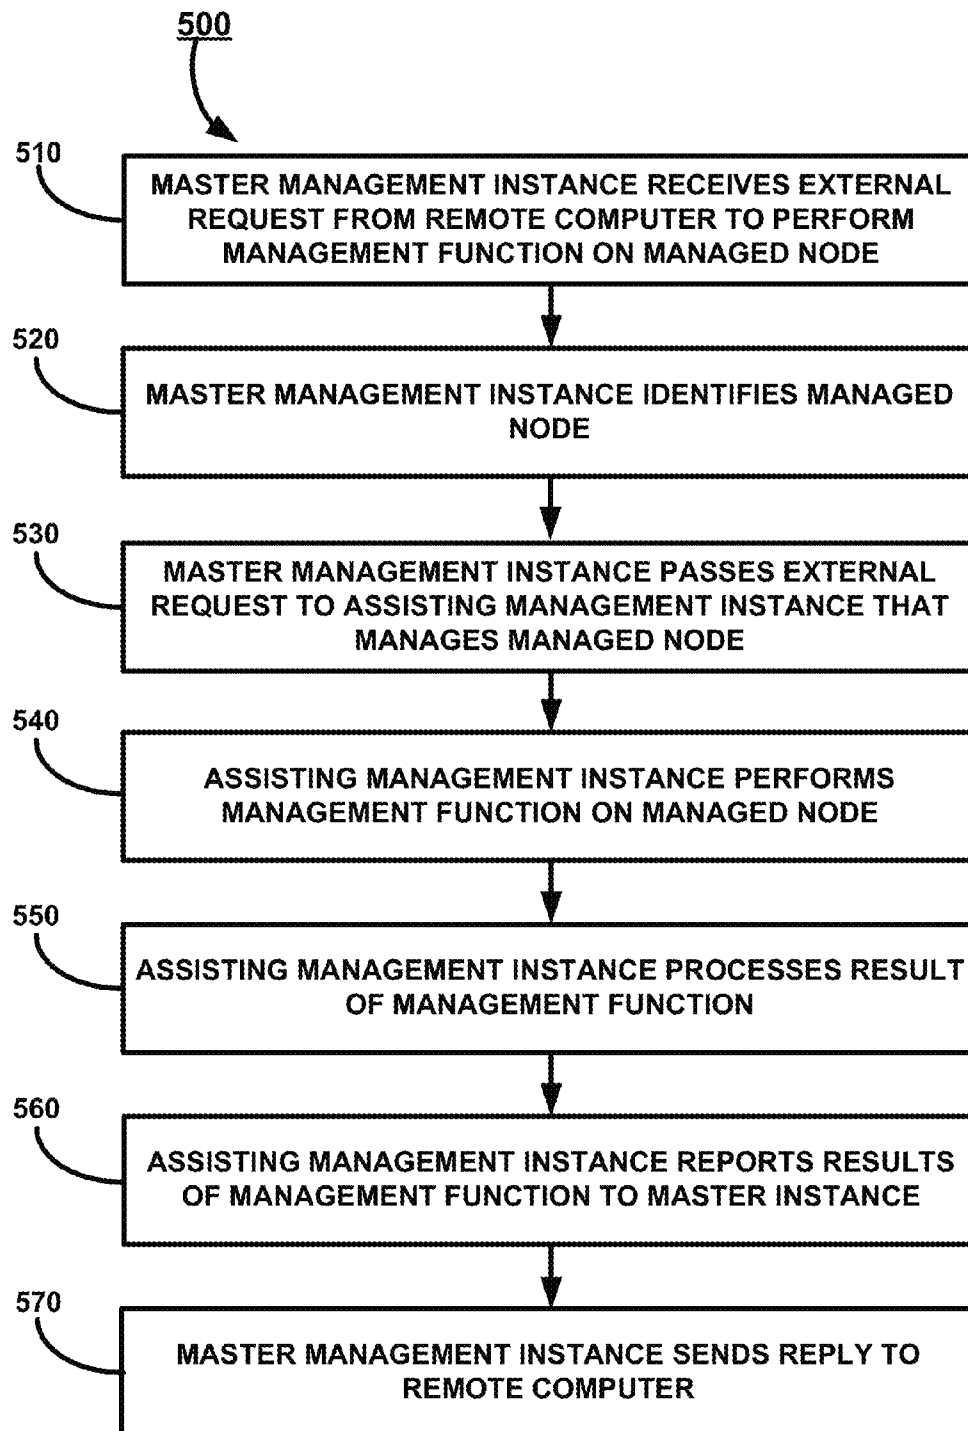 500
510
MASTER MANAGEMENT INSTANCE RECEIVES EXTERNAL
REQUEST FROM REMOTE COMPUTER TO PERFORM
MANAGEMENT FUNCTION ON MANAGED NODE
520
MASTER MANAGEMENT INSTANCE IDENTIFIES MANAGED
NODE
530
MASTER MANAGEMENT INSTANCE PASSES EXTERNAL
REQUEST TO ASSISTING MANAGEMENT INSTANCE THAT
MANAGES MANAGED NODE
540
ASSISTING MANAGEMENT INSTANCE PERFORMS
MANAGEMENT FUNCTION ON MANAGED NODE
550
ASSISTING MANAGEMENT INSTANCE PROCESSES RESULT
OF MANAGEMENT FUNCTION
560
ASSISTING MANAGEMENT INSTANCE REPORTS RESULTS
OF MANAGEMENT FUNCTION TO MASTER INSTANCE
570
MASTER MANAGEMENT INSTANCE SENDS REPLY TO
REMOTE COMPUTER